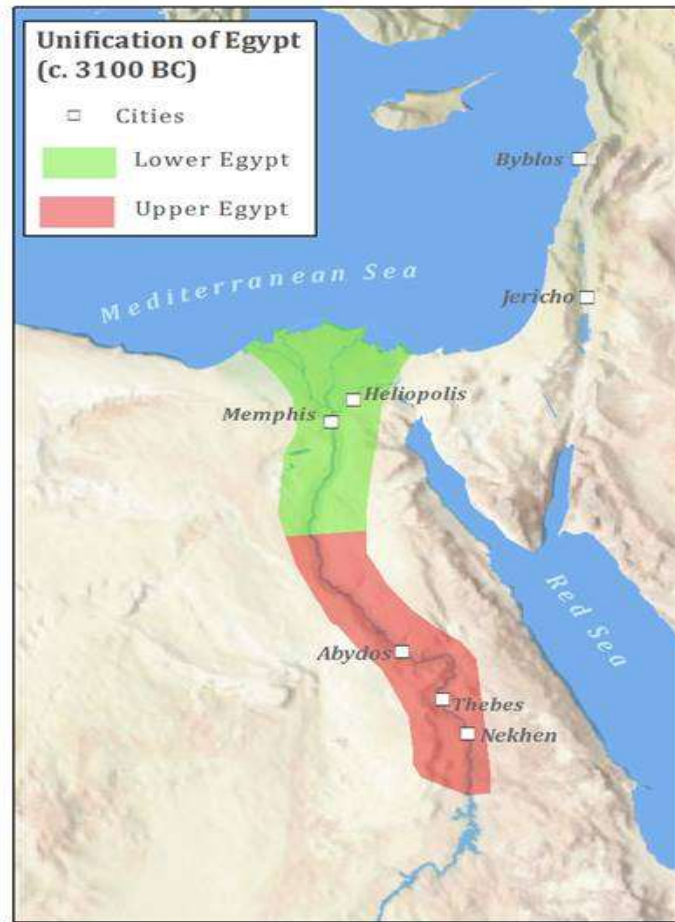 Unification of Egypt
(c. 3100 BC)
Cities
Lower Egypt
Upper Egypt
Byblos
Mediterranean Sea
Jericho
Heliopolis
Memphis
Red Sea
Abydos
Thebes
Nekhen